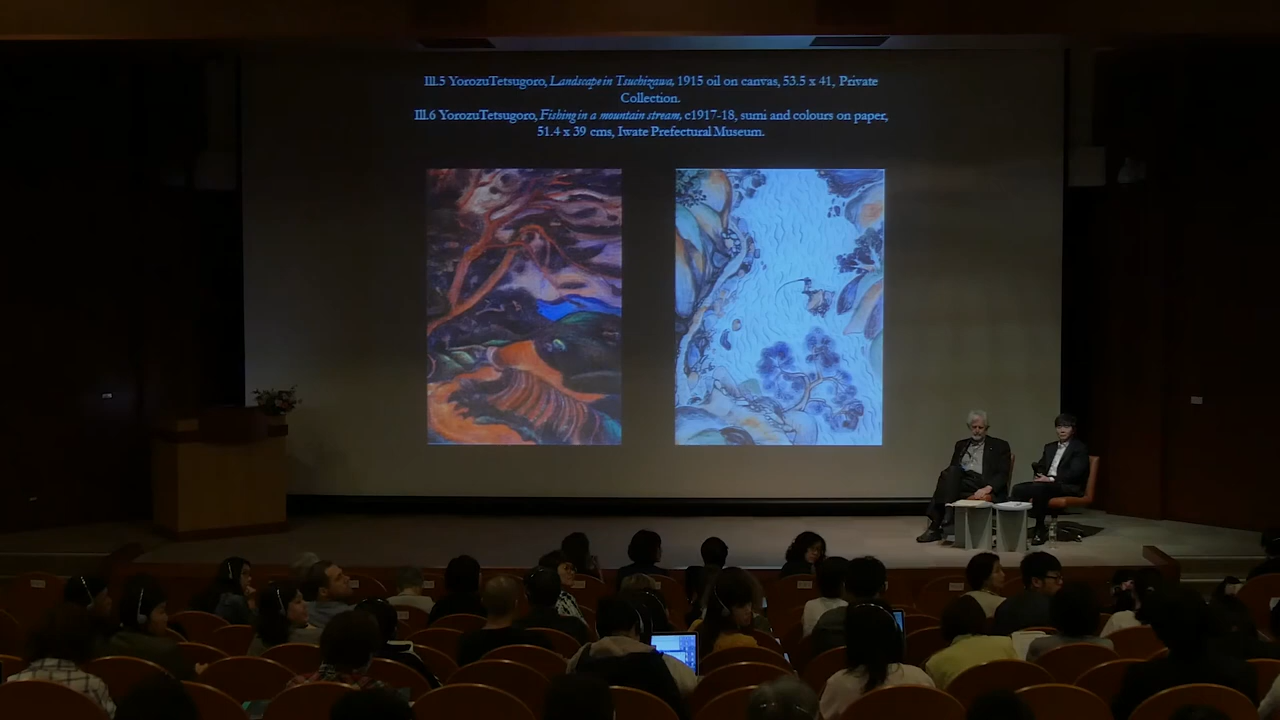 Ill.5 YorozuTetsugoro, Landscape in Tsuchizawa, 1915 oil on canvas, 53.5 x 41, Private
Collection.
Ill.6 YorozuTetsugoro, Fishing in a mountain stream, c1917-18, sumi and colours on paper,
51.4 x 39 cms, Iwate Prefectural Museum.